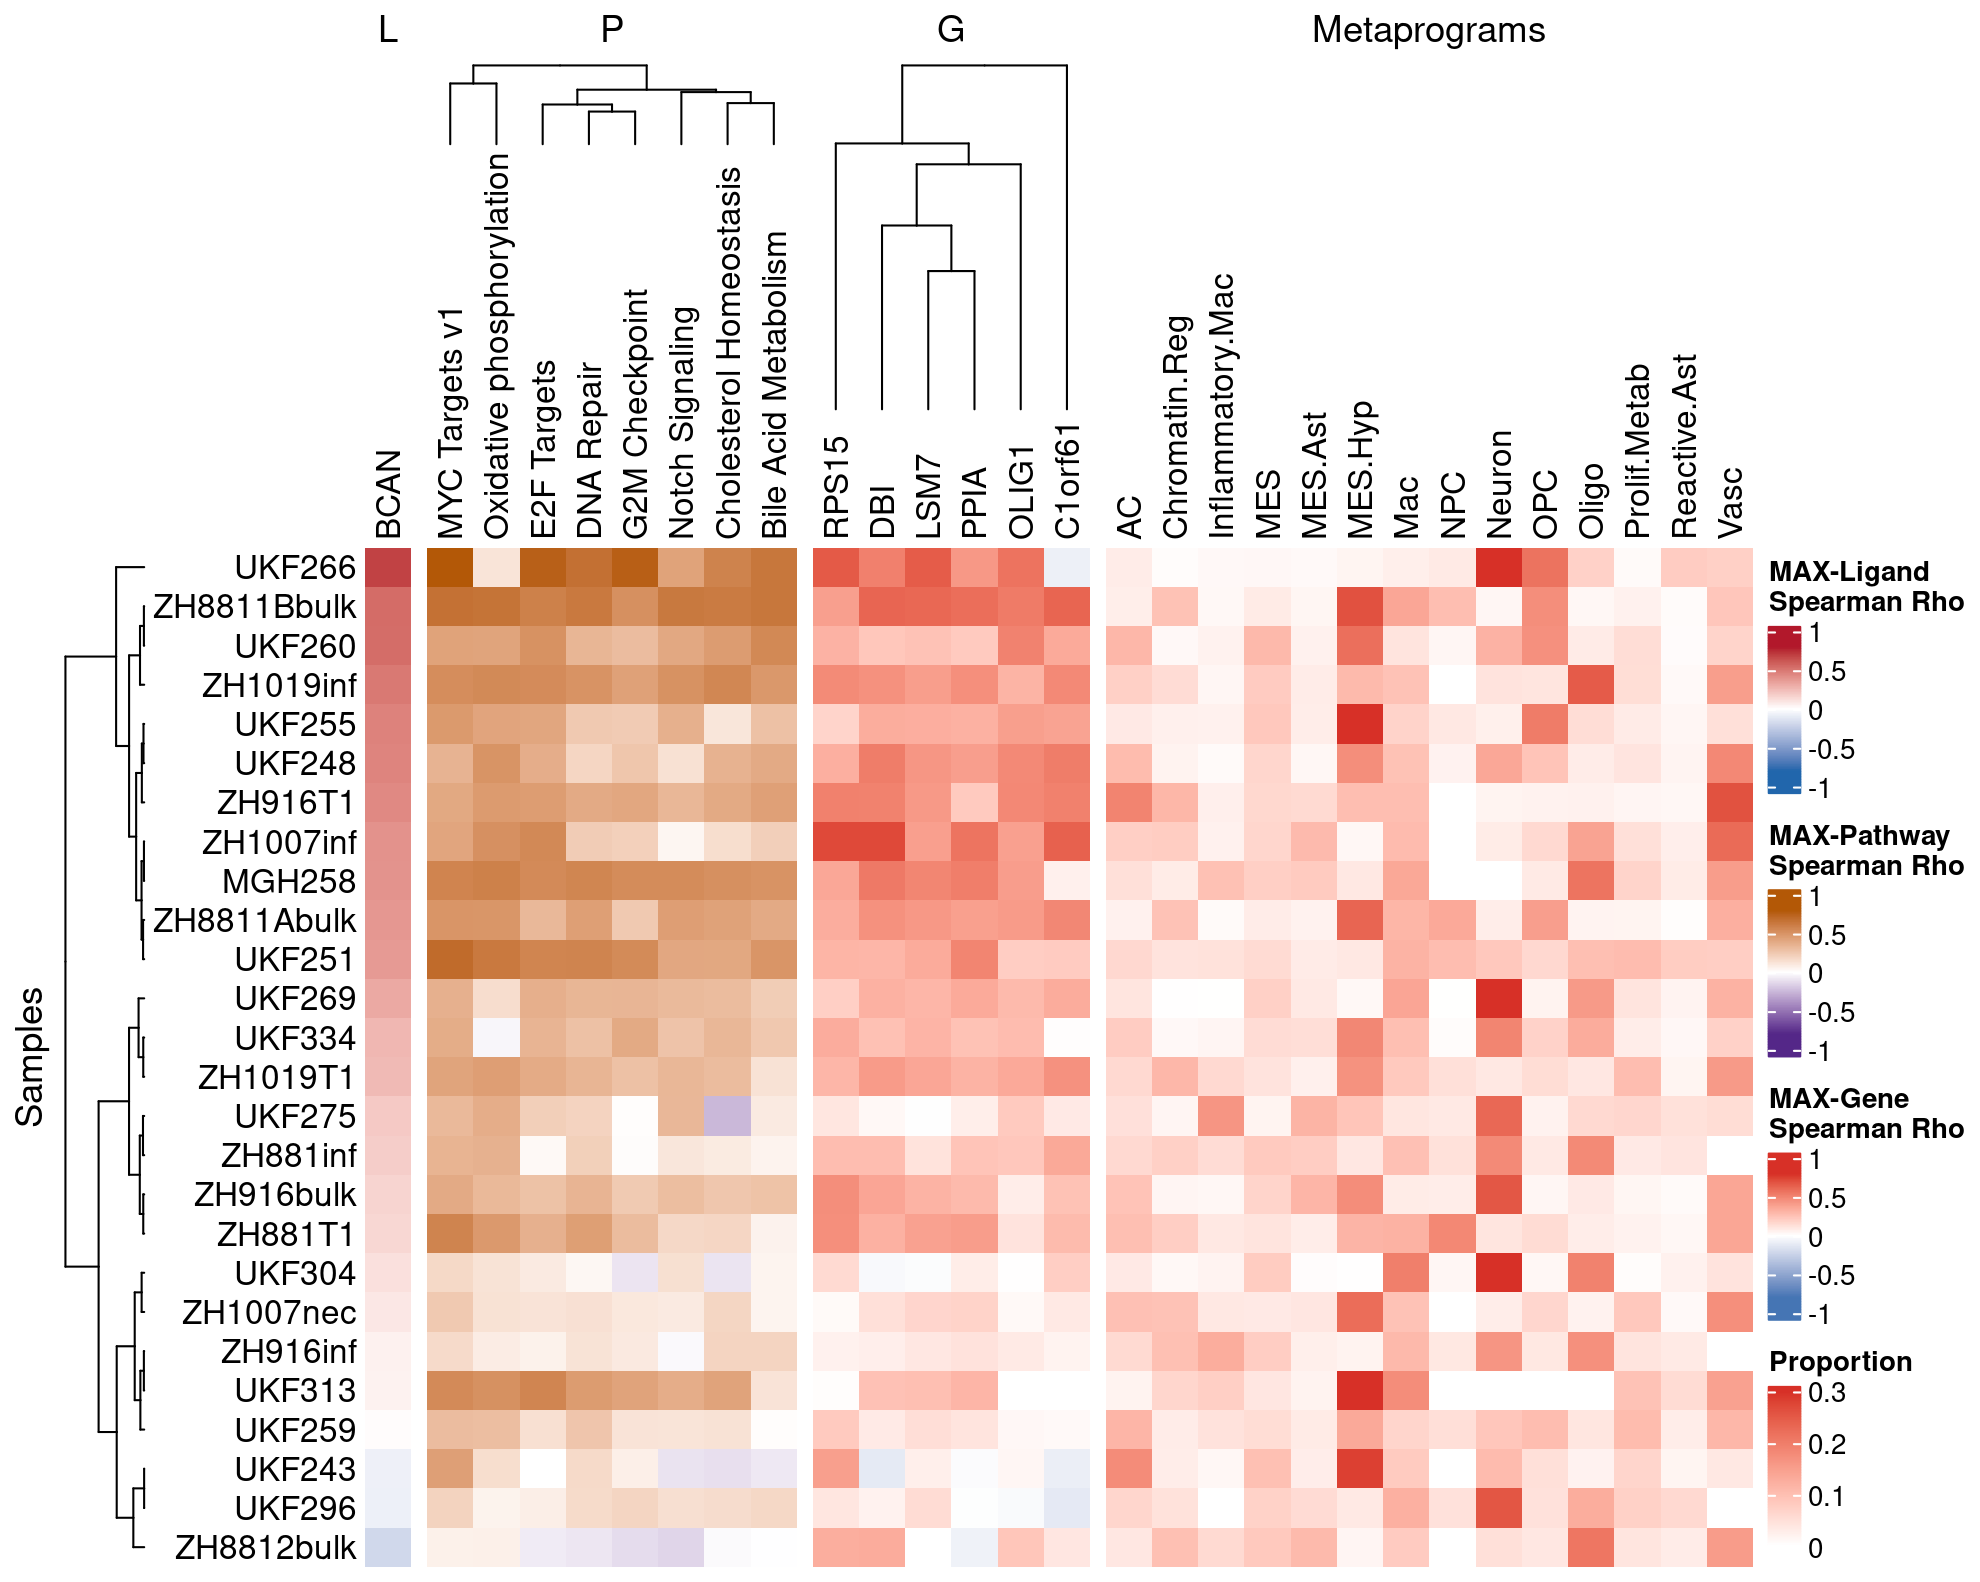 L
P
G
Metaprograms
BCAN
MYC Targets v1
Oxidative phosphorylation
E2F Targets
DNA Repair
G2M Checkpoint
Notch Signaling
Cholesterol Homeostasis
Bile Acid Metabolism
RPS15
DBI
LSM7
PPIA
OLIG1
C1orf61
AC
Chromatin.Reg
Inflammatory.Mac
MES
MES.Ast
MES.Hyp
Mac
NPC
Neuron
OPC
Oligo
Prolif.Metab
Reactive.Ast
Vasc
Samples
UKF266
ZH8811Bbulk
UKF260
ZH1019inf
UKF255
UKF248
ZH916T1
ZH1007inf
MGH258
ZH8811Abulk
UKF251
UKF269
UKF334
ZH1019T1
UKF275
ZH881inf
ZH916bulk
ZH881T1
UKF304
ZH1007nec
ZH916inf
UKF313
UKF259
UKF243
UKF296
ZH8812bulk
MAX-Ligand
Spearman Rho
1
0.5
0
-0.5
-1
MAX-Pathway
Spearman Rho
1
0.5
0
-0.5
-1
MAX-Gene
Spearman Rho
1
0.5
0
-0.5
-1
Proportion
0.3
0.2
0.1
0